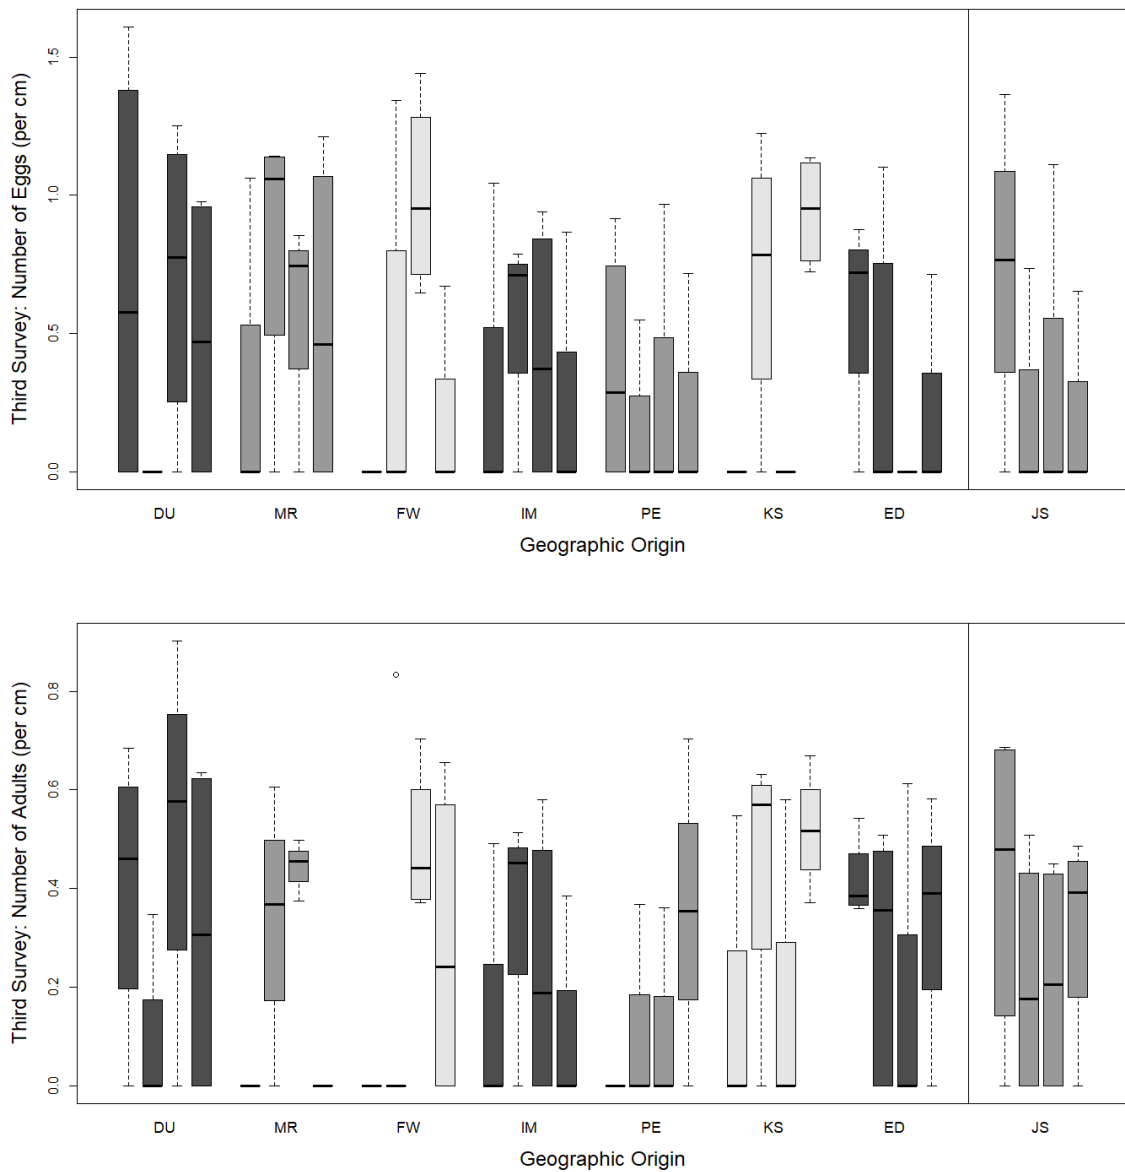 Third Survey: Number of Eggs (per cm)
1.5
1.0
0.5
0.0
DU MR FW IM PE KS ED JS
Geographic Origin
Third Survey: Number of Adults (per cm)
0.8
0.6
0.4
0.2
0.0
DU MR FW IM PE KS ED JS
Geographic Origin